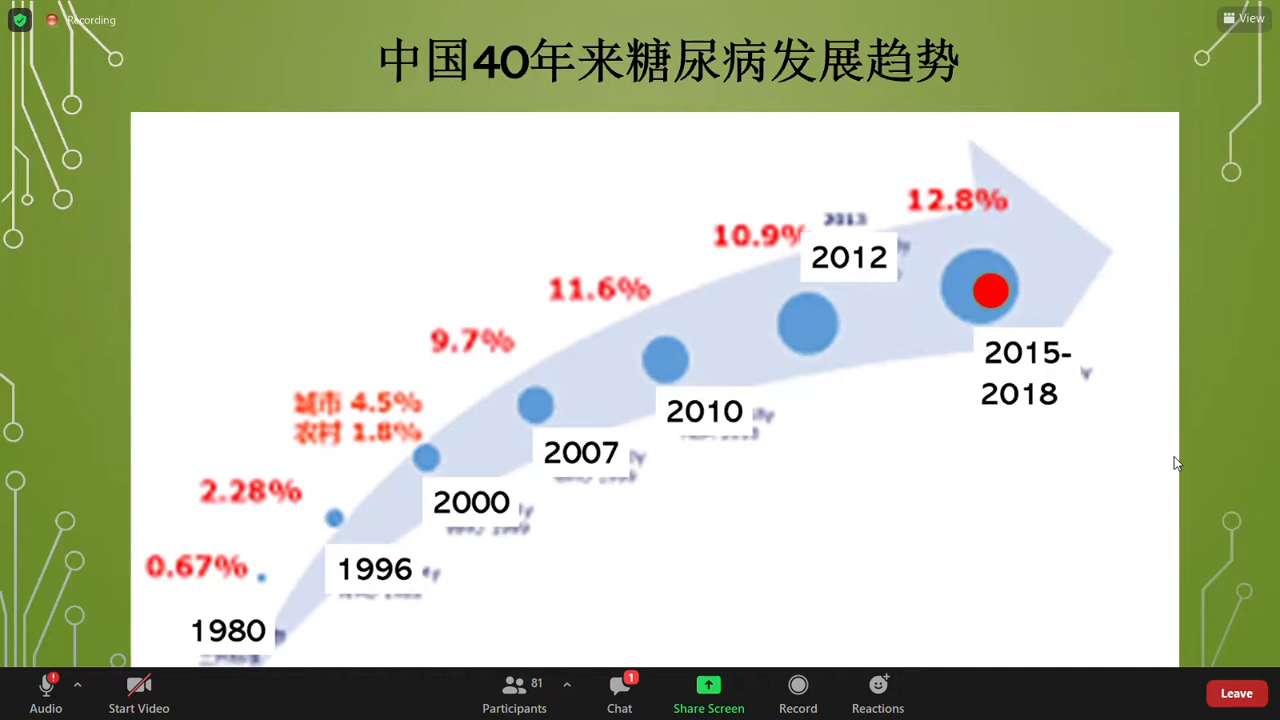 Recording
View
中国40年来糖尿病发展趋势
12.8%
2013
10.9%
2012
11.6%
9.7%
2015-
2018
城市 4.5%
农村 1.8%
2010
2007
2.28%
2000
0.67%
1996
1980
81
1
Audio
Start Video
Participants
Chat
Share Screen
Record
Reactions
Leave